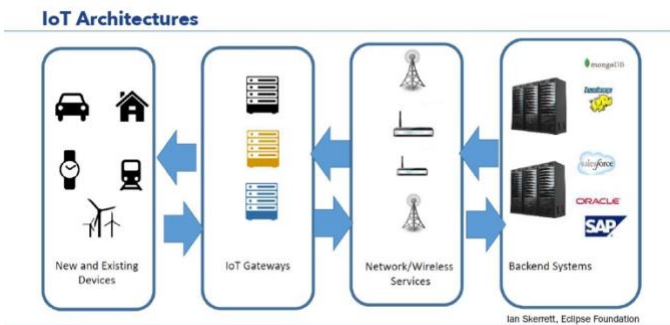 IoT Architectures
mongoDB
hadoop
salesforce
ORACLE
SAP
New and Existing
Devices
IoT Gateways
Network/Wireless
Services
Backend Systems
Ian Skerrett, Eclipse Foundation